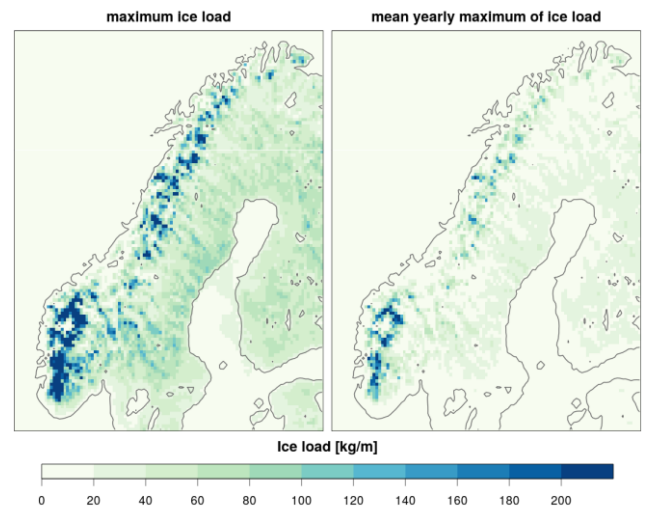 maximum ice load
mean yearly maximum of ice load
Ice load [kg/m]
0 20 40 60 80 100 120 140 160 180 200